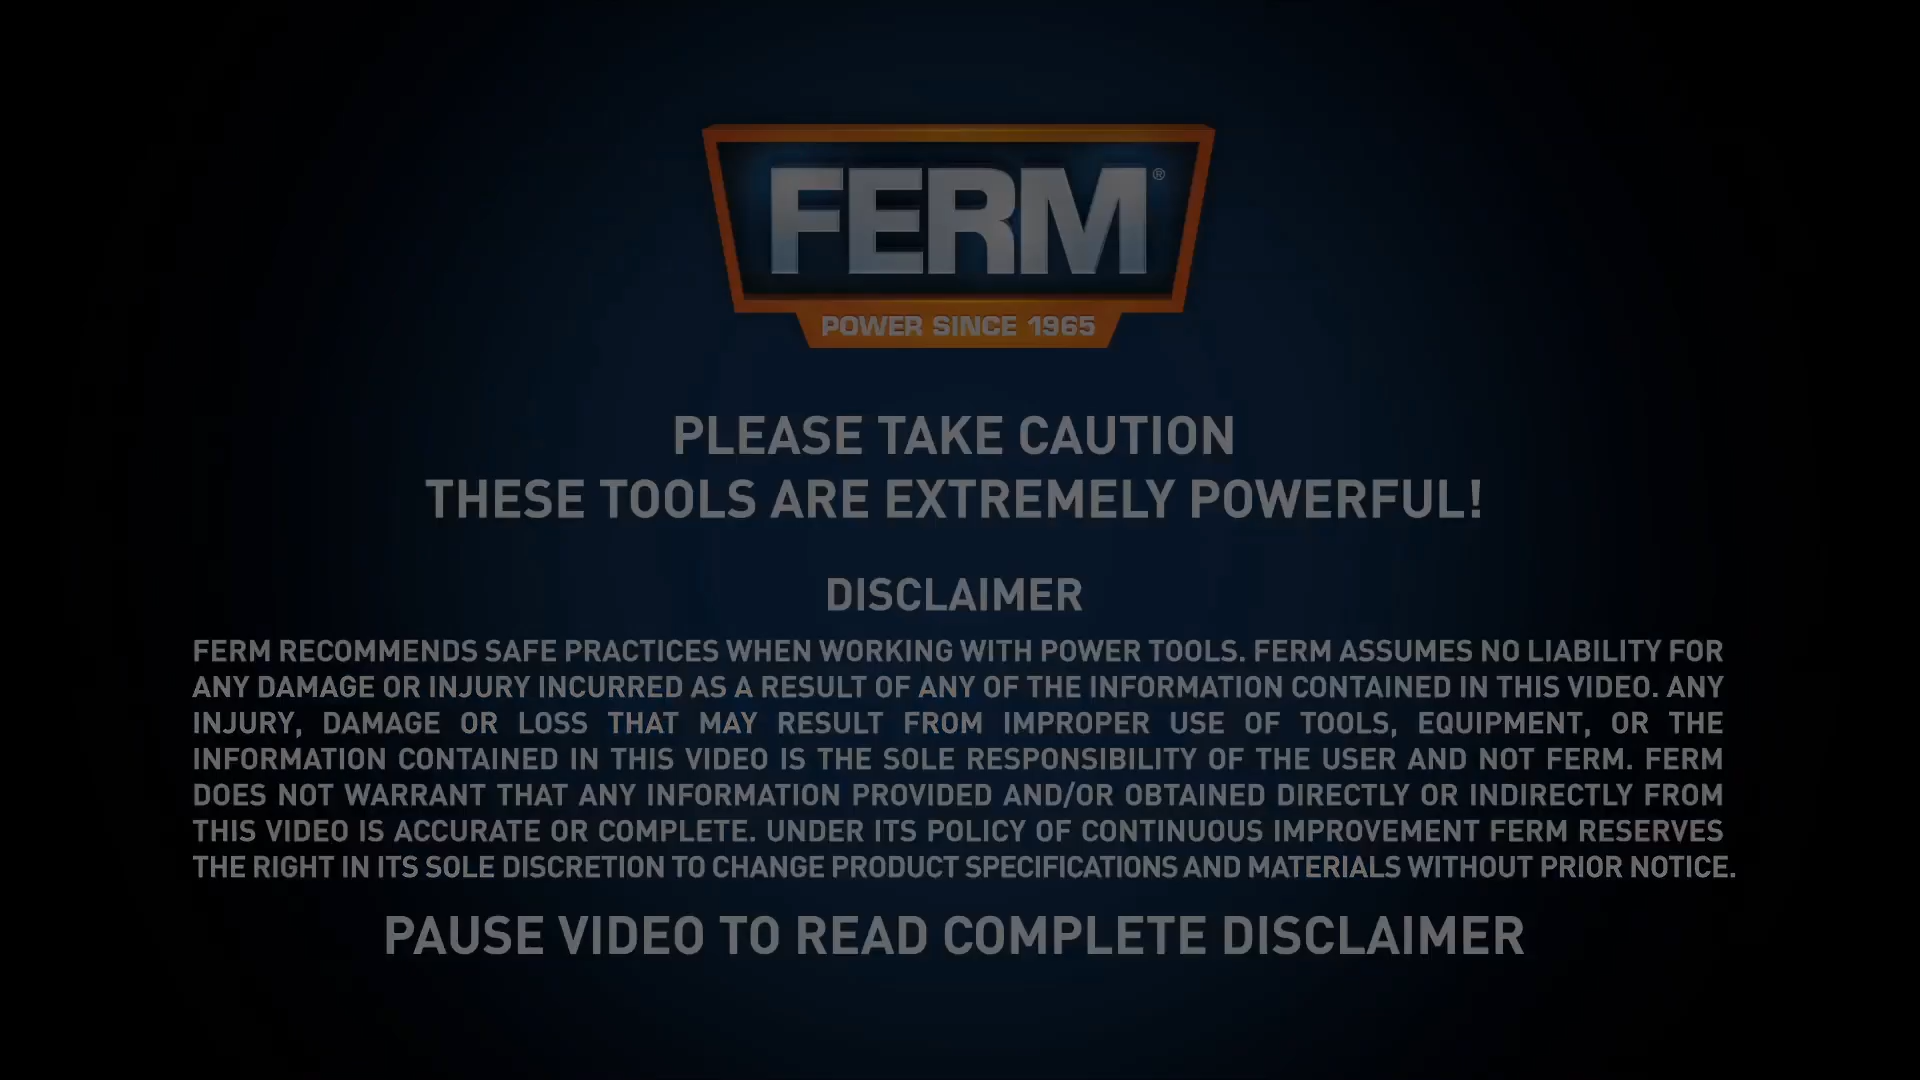 FERM®
POWER SINCE 1965
PLEASE TAKE CAUTION
THESE TOOLS ARE EXTREMELY POWERFUL!
DISCLAIMER
FERM RECOMMENDS SAFE PRACTICES WHEN WORKING WITH POWER TOOLS. FERM ASSUMES NO LIABILITY FOR
ANY DAMAGE OR INJURY INCURRED AS A RESULT OF ANY OF THE INFORMATION CONTAINED IN THIS VIDEO. ANY
INJURY, DAMAGE OR LOSS THAT MAY RESULT FROM IMPROPER USE OF TOOLS, EQUIPMENT, OR THE
INFORMATION CONTAINED IN THIS VIDEO IS THE SOLE RESPONSIBILITY OF THE USER AND NOT FERM. FERM
DOES NOT WARRANT THAT ANY INFORMATION PROVIDED AND/OR OBTAINED DIRECTLY OR INDIRECTLY FROM
THIS VIDEO IS ACCURATE OR COMPLETE. UNDER ITS POLICY OF CONTINUOUS IMPROVEMENT FERM RESERVES
THE RIGHT IN ITS SOLE DISCRETION TO CHANGE PRODUCT SPECIFICATIONS AND MATERIALS WITHOUT PRIOR NOTICE.
PAUSE VIDEO TO READ COMPLETE DISCLAIMER